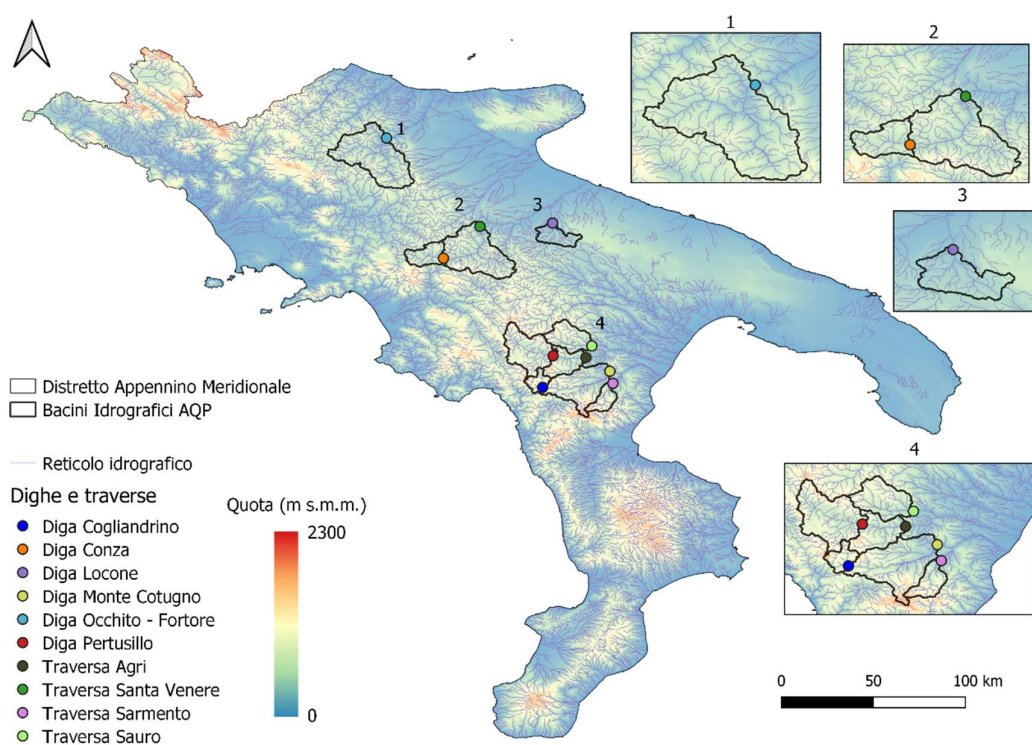 1
2
3
4
1
2
3
4
Distretto Appennino Meridionale
Bacini Idrografici AQP
Reticolo idrografico
Dighe e traverse
Diga Cogliandrino
Diga Conza
Diga Locone
Diga Monte Cotugno
Diga Occhito - Fortore
Diga Pertusillo
Traversa Agri
Traversa Santa Venere
Traversa Sarmento
Traversa Sauro
Quota (m s.m.m.)
2300
0
0 50 100 km